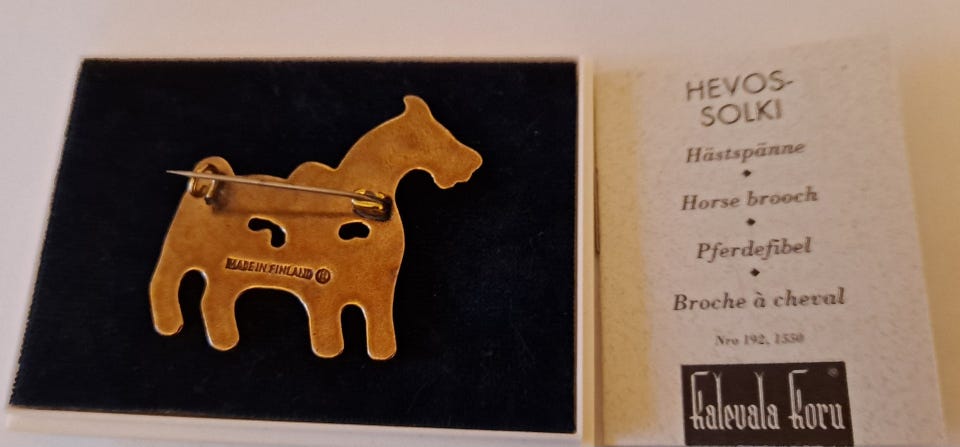 MADE IN FINLAND
HEVOS-
SOLKI
Hästspänne
Horse brooch
Pferdefibel
Broche à cheval
Nro 192, 1550
Kalevala Koru